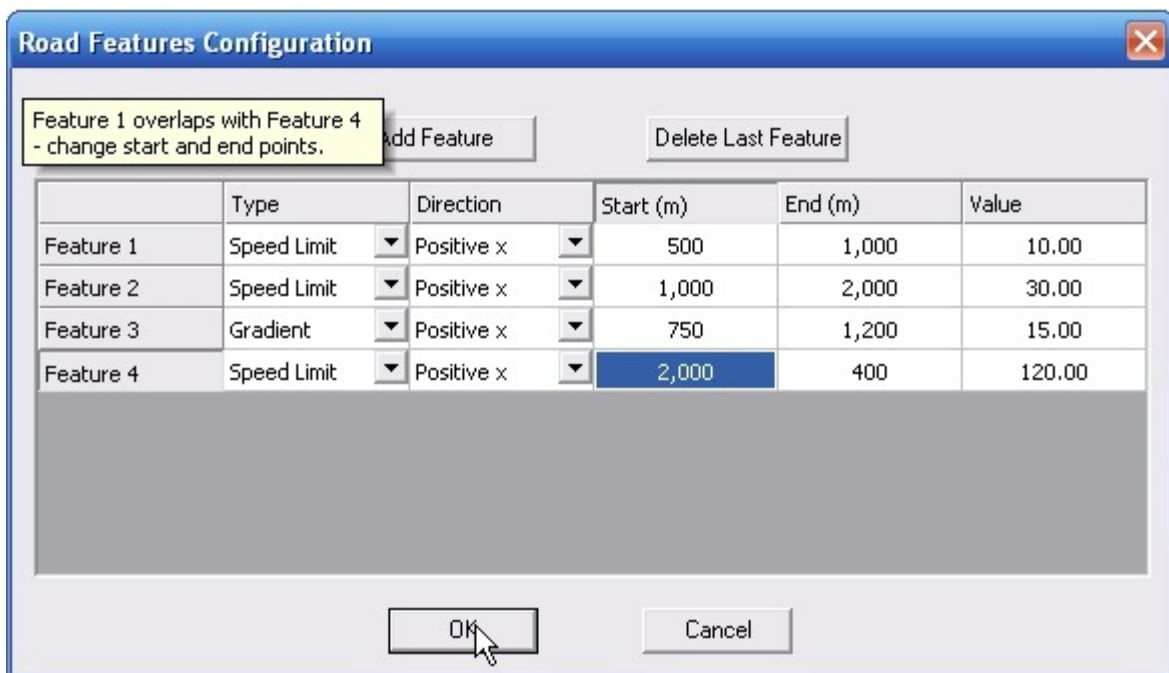 Road Features Configuration
Feature 1 overlaps with Feature 4
- change start and end points.
Add Feature Delete Last Feature
Type Direction Start (m) End (m) Value
Feature 1 Speed Limit Positive x 500 1,000 10.00
Feature 2 Speed Limit Positive x 1,000 2,000 30.00
Feature 3 Gradient Positive x 750 1,200 15.00
Feature 4 Speed Limit Positive x 2,000 400 120.00
OK Cancel